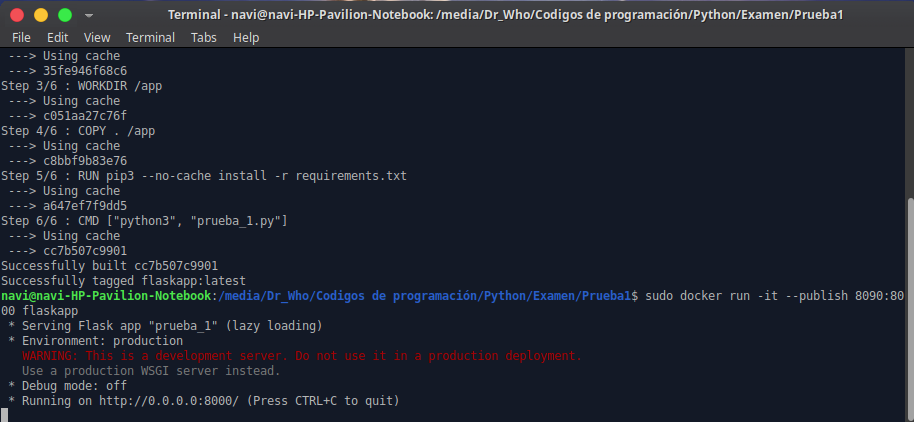 Terminal - navi@navi-HP-Pavilion-Notebook: /media/Dr_Who/Codigos de programación/Python/Examen/Prueba1
File Edit View Terminal Tabs Help
---> Using cache
---> 35fe946f68c6
Step 3/6 : WORKDIR /app
---> Using cache
---> c051aa27c76f
Step 4/6 : COPY . /app
---> Using cache
---> c8bbf9b83e76
Step 5/6 : RUN pip3 --no-cache install -r requirements.txt
---> Using cache
---> a647ef7f9dd5
Step 6/6 : CMD ["python3", "prueba_1.py"]
---> Using cache
---> cc7b507c9901
Successfully built cc7b507c9901
Successfully tagged flaskapp:latest
navi@navi-HP-Pavilion-Notebook:/media/Dr_Who/Codigos de programación/Python/Examen/Prueba1$ sudo docker run -it --publish 8090:80
00 flaskapp
* Serving Flask app "prueba_1" (lazy loading)
* Environment: production
WARNING: This is a development server. Do not use it in a production deployment.
Use a production WSGI server instead.
* Debug mode: off
* Running on http://0.0.0.0:8000/ (Press CTRL+C to quit)